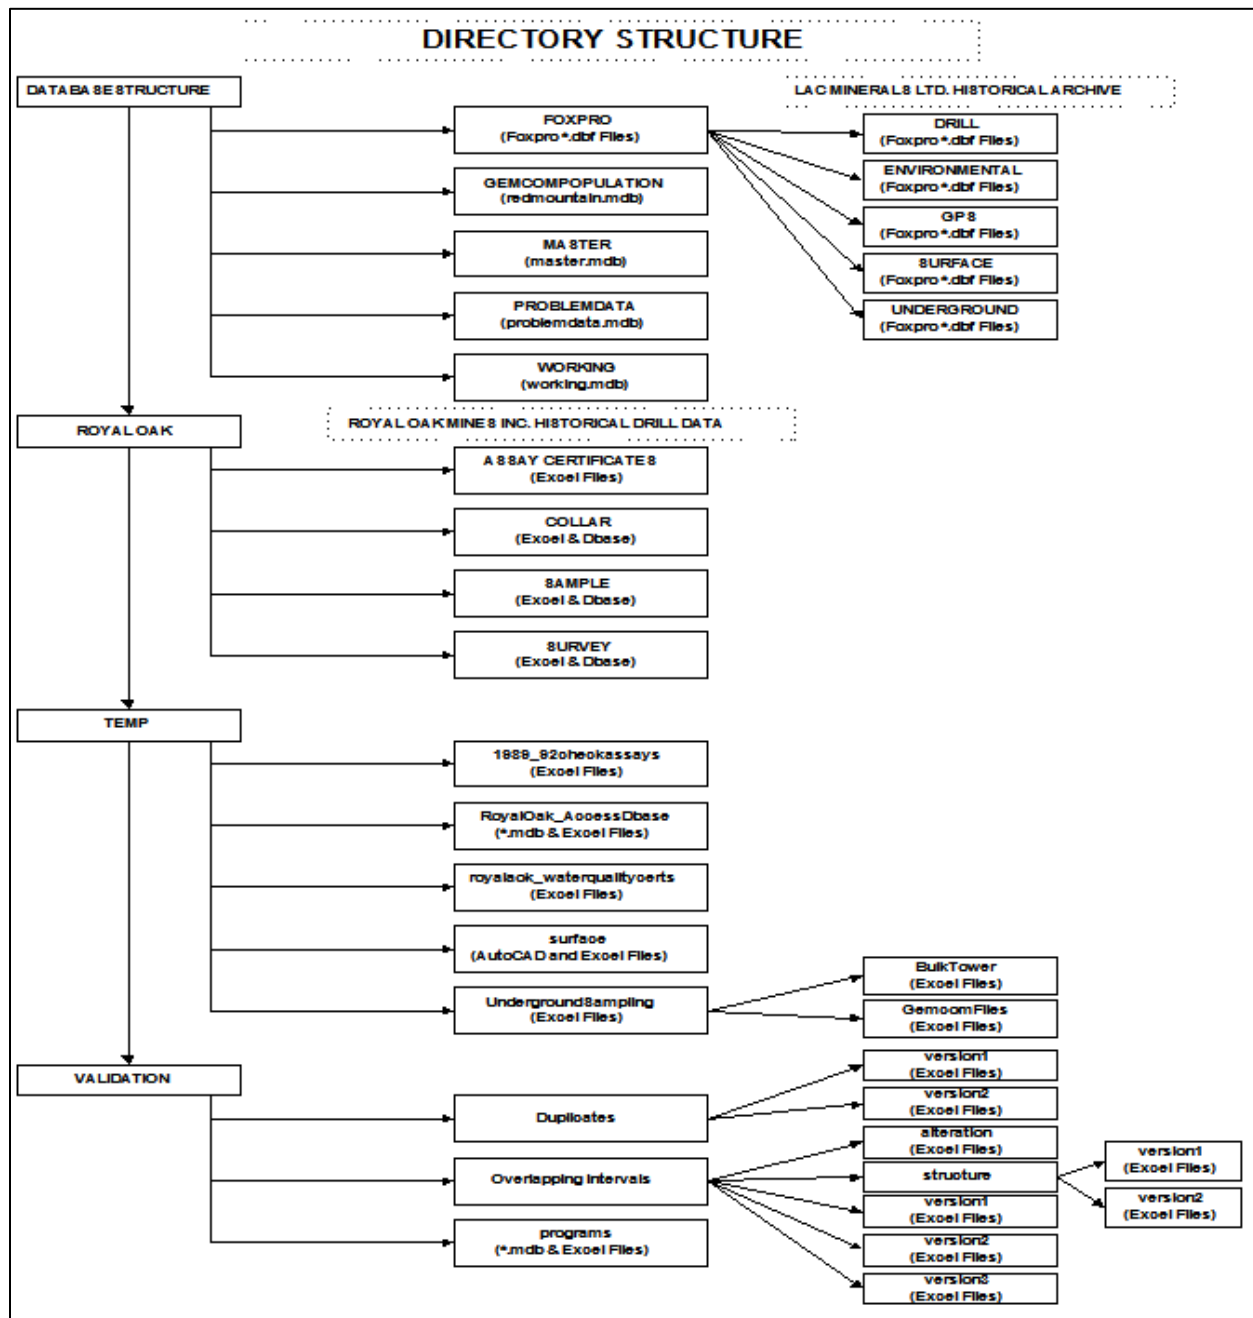 DIRECTORY STRUCTURE
DATABASESTRUCTURE
LAC MINERALS LTD. HISTORICAL ARCHIVE
FOXPRO
(Foxpro *.dbf Files)
DRILL
(Foxpro *.dbf Files)
ENVIRONMENTAL
(Foxpro *.dbf Files)
GEMCOMPOPULATION
(redmountain.mdb)
GPS
(Foxpro *.dbf Files)
MASTER
(master.mdb)
SURFACE
(Foxpro *.dbf Files)
PROBLEMDATA
(problemdata.mdb)
UNDERGROUND
(Foxpro *.dbf Files)
WORKING
(working.mdb)
ROYAL OAK
ROYAL OAK MINES INC. HISTORICAL DRILL DATA
ASSAY CERTIFICATES
(Excel Files)
COLLAR
(Excel & Dbase)
SAMPLE
(Excel & Dbase)
SURVEY
(Excel & Dbase)
TEMP
1989_92checkassays
(Excel Files)
RoyalOak_AccessDbase
(*.mdb & Excel Files)
royalaok_waterqualitycerts
(Excel Files)
surface
(AutoCAD and Excel Files)
BulkTower
(Excel Files)
UndergroundSampling
(Excel Files)
GemcomFiles
(Excel Files)
VALIDATION
version1
(Excel Files)
Duplicates
version2
(Excel Files)
alteration
(Excel Files)
Overlapping Intervals
structure
version1
(Excel Files)
version2
(Excel Files)
version1
(Excel Files)
programs
(*.mdb & Excel Files)
version2
(Excel Files)
version3
(Excel Files)